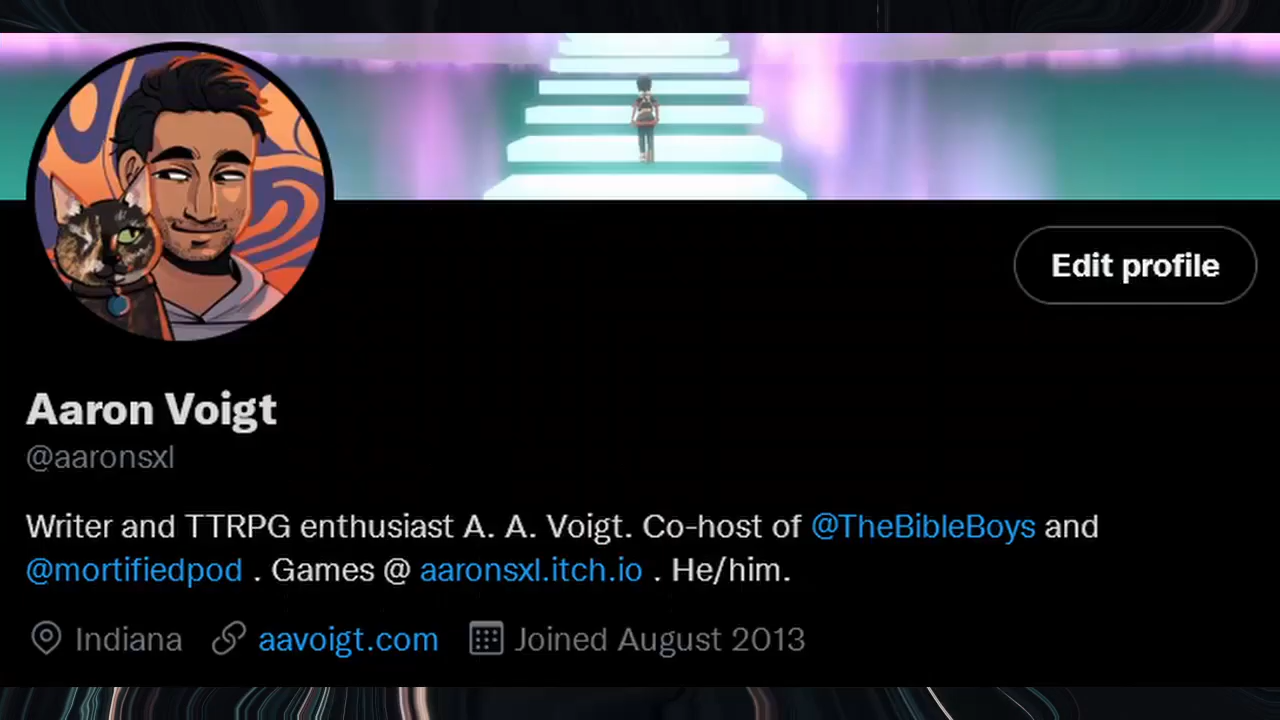 Edit profile
Aaron Voigt
@aaronsxl
Writer and TTRPG enthusiast A. A. Voigt. Co-host of @TheBibleBoys and
@mortifiedpod . Games @ aaronsxl.itch.io . He/him.
Indiana aavoigt.com Joined August 2013